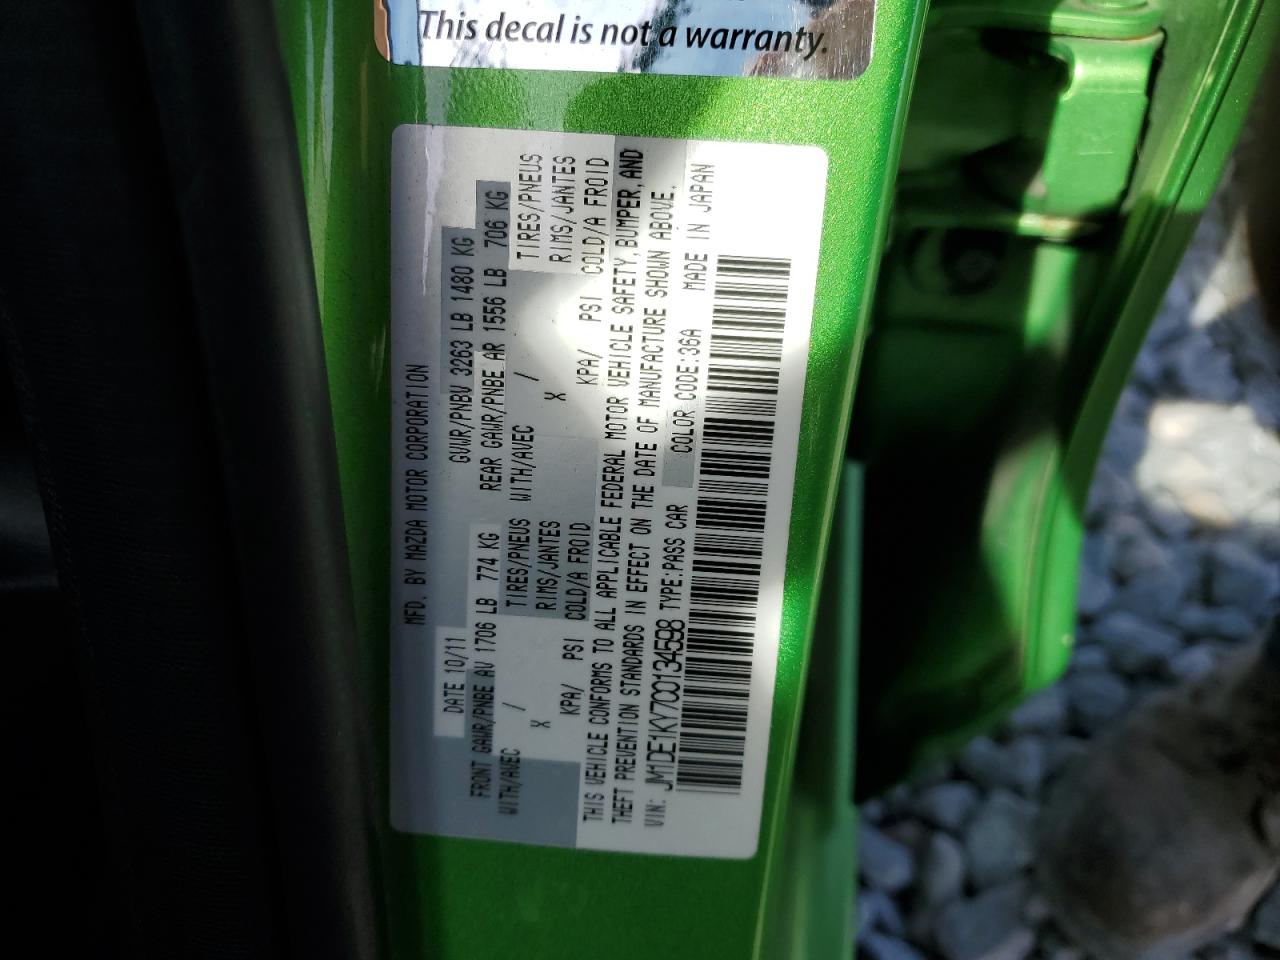 This decal is not a warranty.
MFD. BY MAZDA MOTOR CORPORATION
DATE 10/11 GVWR/PNBV 3263 LB 1480 KG
FRONT GAWR/PNBE AV 1706 LB 774 KG REAR GAWR/PNBE AR 1556 LB 706 KG
WITH/AVEC / TIRES/PNEUS WITH/AVEC / TIRES/PNEUS
X RIMS/JANTES X RIMS/JANTES
KPA/ PSI COLD/A FROID KPA/ PSI COLD/A FROID
THIS VEHICLE CONFORMS TO ALL APPLICABLE FEDERAL MOTOR VEHICLE SAFETY, BUMPER, AND
THEFT PREVENTION STANDARDS IN EFFECT ON THE DATE OF MANUFACTURE SHOWN ABOVE.
VIN: JM1DE1KY7C0134598 TYPE:PASS CAR COLOR CODE:36A MADE IN JAPAN